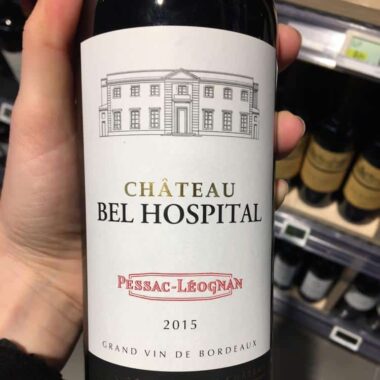 CHÂTEAU
BEL HOSPITAL
PESSAC-LÉOGNAN
2015
GRAND VIN DE BORDEAUX